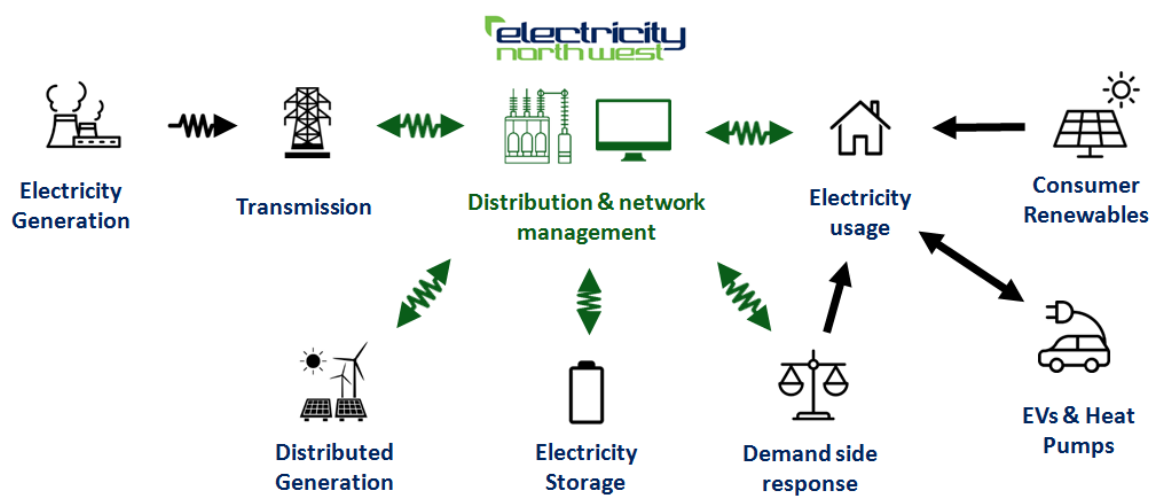 electricity
north west
Electricity
Generation
Transmission
Distribution & network
management
Electricity
usage
Consumer
Renewables
Distributed
Generation
Electricity
Storage
Demand side
response
EVs & Heat
Pumps